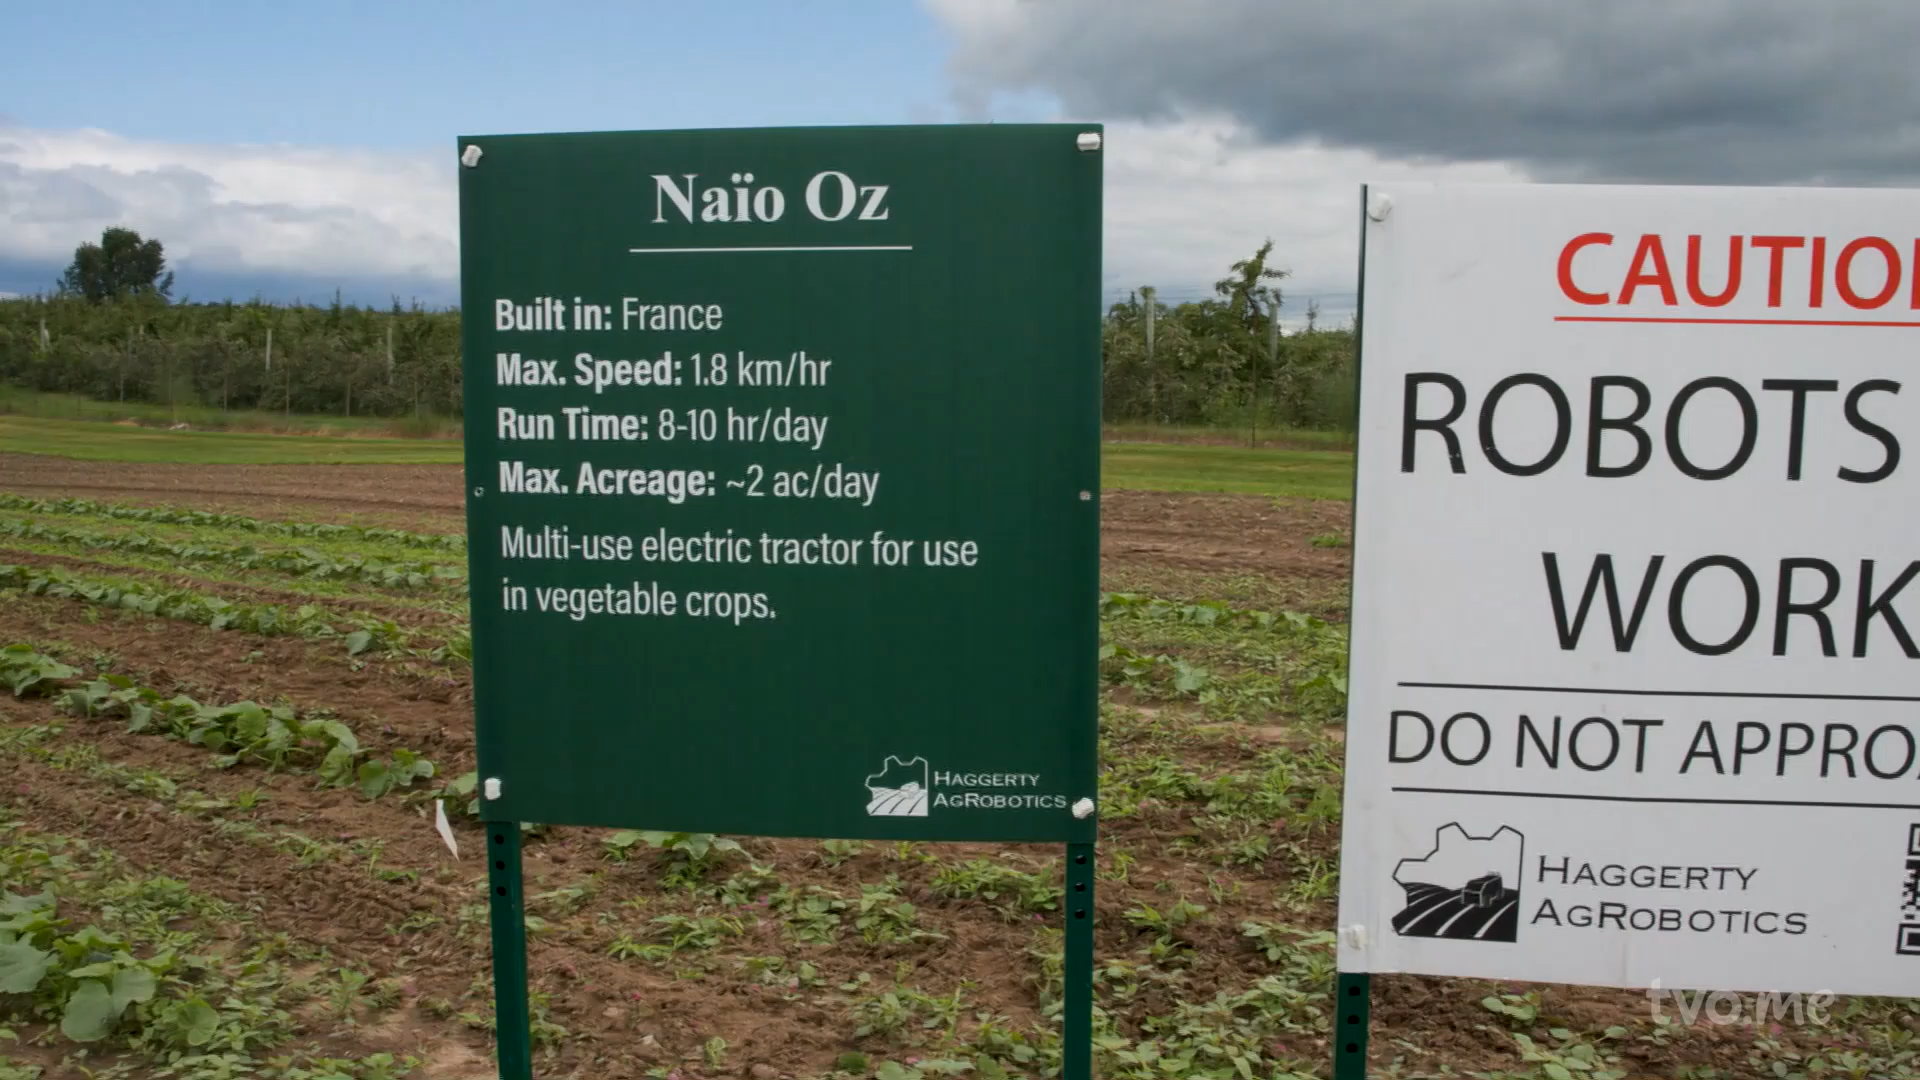 Naïo Oz
Built in: France
Max. Speed: 1.8 km/hr
Run Time: 8-10 hr/day
Max. Acreage: ~2 ac/day
Multi-use electric tractor for use
in vegetable crops.
HAGGERTY
AGROBOTICS
CAUTIO
ROBOTS
WORK
DO NOT APPRO
HAGGERTY
AGROBOTICS
tvo.me